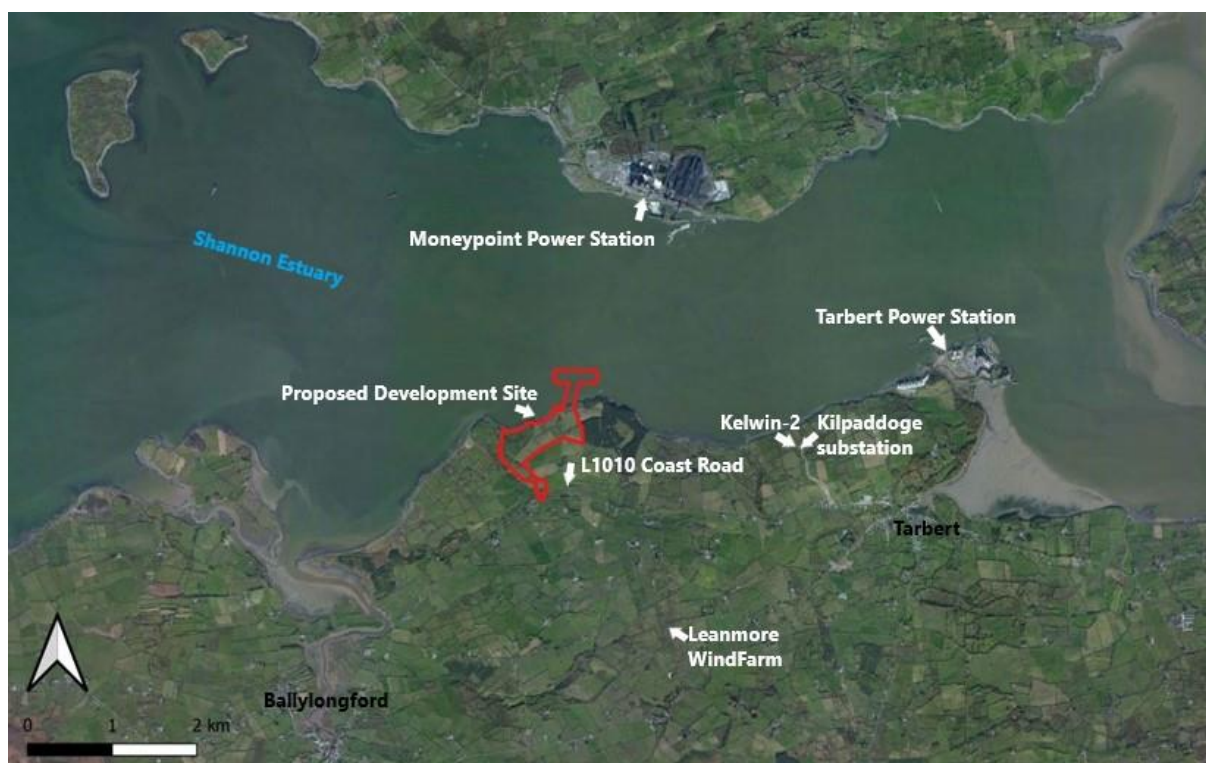 Moneypoint Power Station
Shannon Estuary
Tarbert Power Station
Proposed Development Site
Kelwin-2
Kilpaddoge
substation
L1010 Coast Road
Tarbert
Leanmore
WindFarm
Ballylongford
0 1 2 km